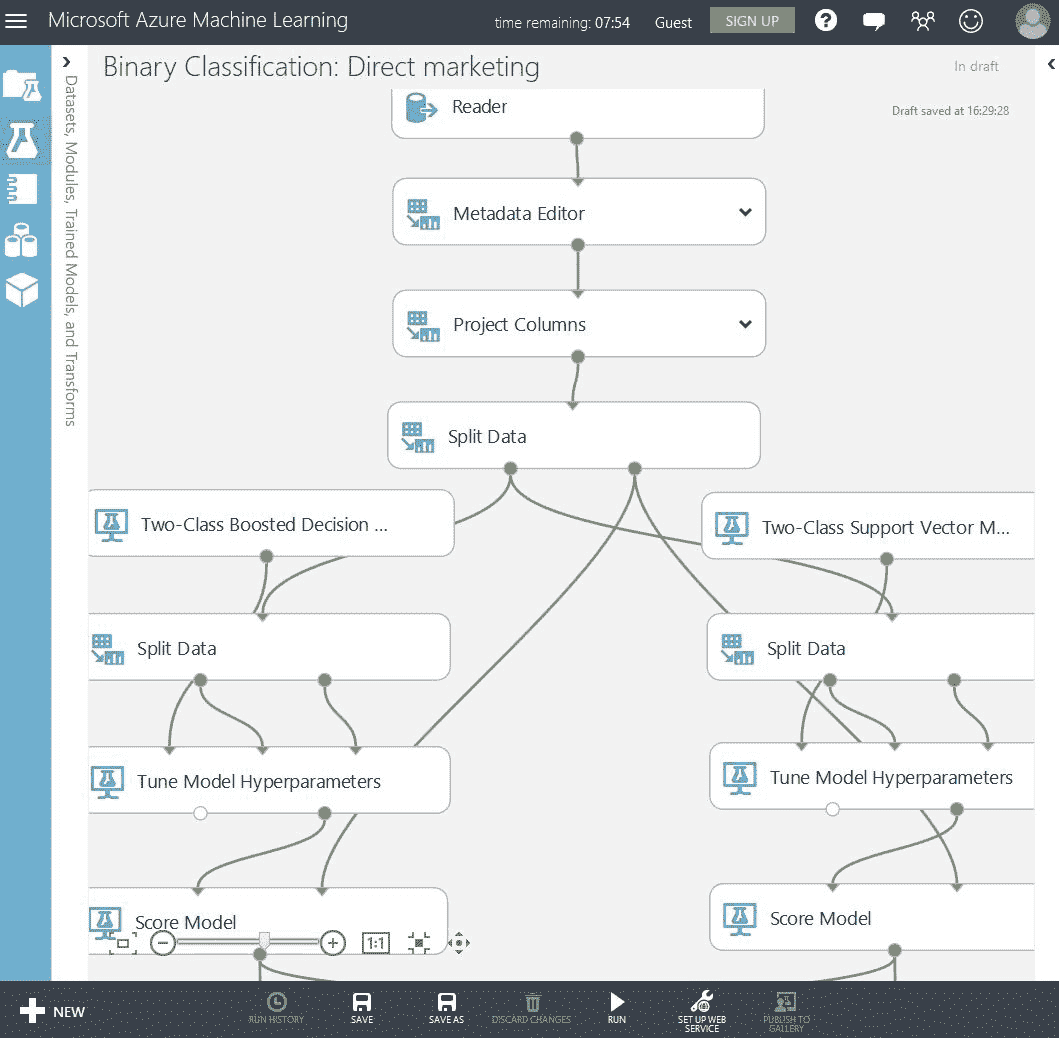 Microsoft Azure Machine Learning
time remaining: 07:54
Guest
SIGN UP
Binary Classification: Direct marketing
In draft
Draft saved at 16:29:28
Datasets, Modules, Trained Models, and Transforms
Reader
Metadata Editor
Project Columns
Split Data
Two-Class Boosted Decision ...
Two-Class Support Vector M...
Split Data
Split Data
Tune Model Hyperparameters
Tune Model Hyperparameters
Score Model
Score Model
1:1
NEW
RUN HISTORY
SAVE
SAVE AS
DISCARD CHANGES
RUN
SET UP WEB
SERVICE
PUBLISH TO
GALLERY